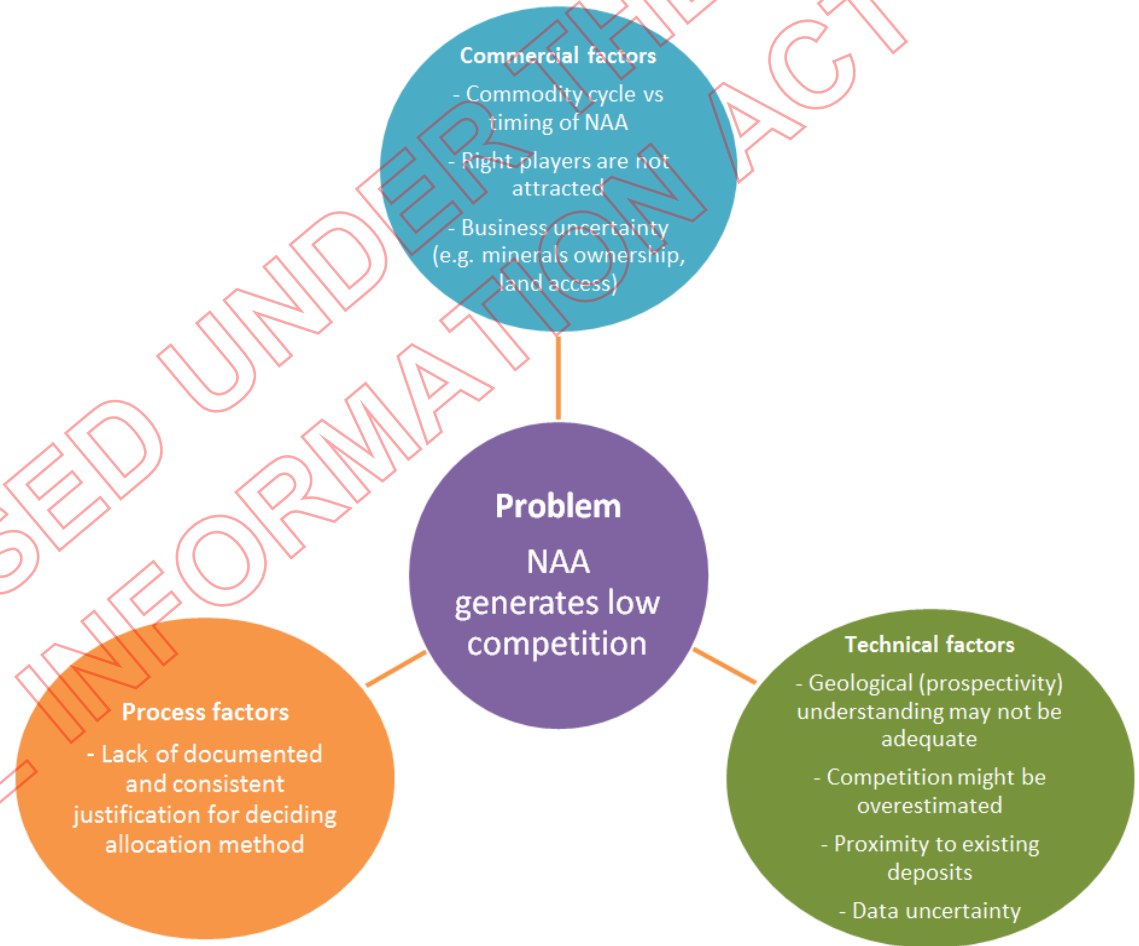 Commercial factors
- Commodity cycle vs
timing of NAA
- Right players are not
attracted
- Business uncertainty
(e.g. minerals ownership,
land access)
Problem
NAA
generates low
competition
Process factors
- Lack of documented
and consistent
justification for deciding
allocation method
Technical factors
- Geological (prospectivity)
understanding may not be
adequate
- Competition might be
overestimated
- Proximity to existing
deposits
- Data uncertainty
SED UNDER THE
INFORMATION ACT